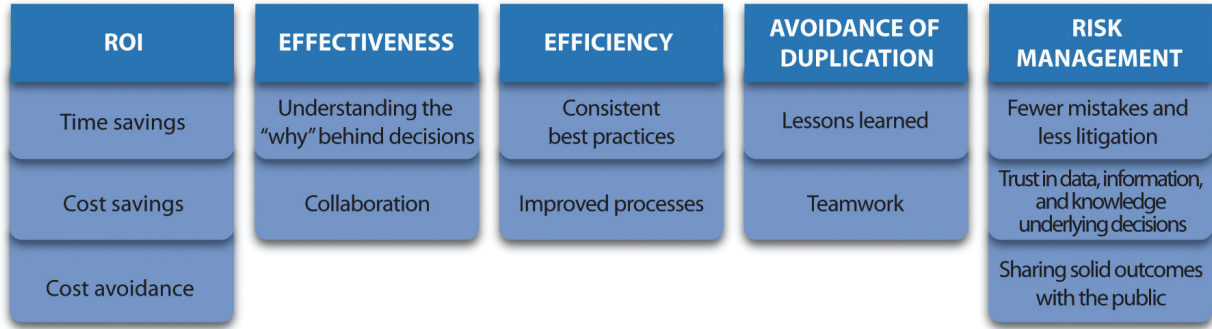 ROI
Time savings
Cost savings
Cost avoidance
EFFECTIVENESS
Understanding the
“why” behind decisions
Collaboration
EFFICIENCY
Consistent
best practices
Improved processes
AVOIDANCE OF
DUPLICATION
Lessons learned
Teamwork
RISK
MANAGEMENT
Fewer mistakes and
less litigation
Trust in data, information,
and knowledge
underlying decisions
Sharing solid outcomes
with the public